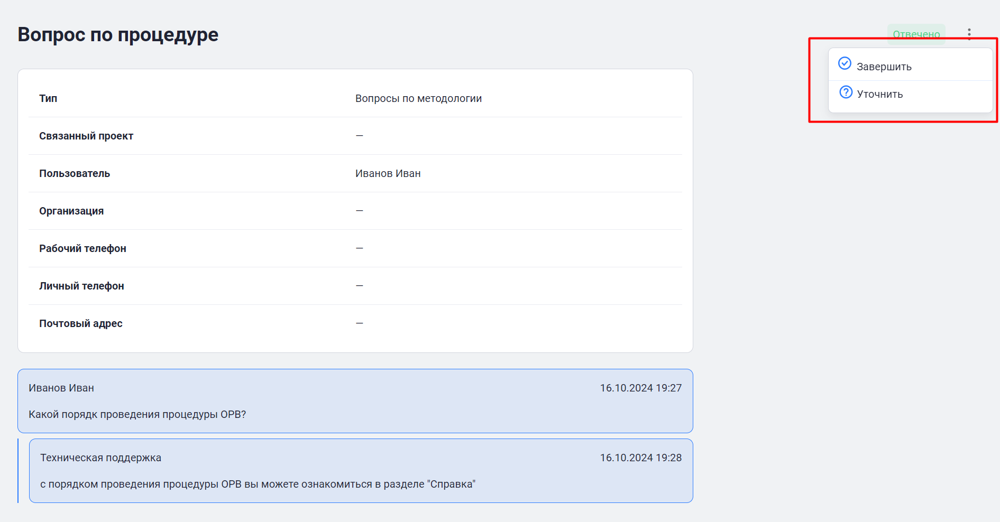 Вопрос по процедуре
Отвечено
Завершить
Уточнить
Тип Вопросы по методологии
Связанный проект —
Пользователь Иванов Иван
Организация —
Рабочий телефон —
Личный телефон —
Почтовый адрес —
Иванов Иван 16.10.2024 19:27
Какой порядк проведения процедуры ОРВ?
Техническая поддержка 16.10.2024 19:28
с порядком проведения процедуры ОРВ вы можете ознакомиться в разделе "Справка"